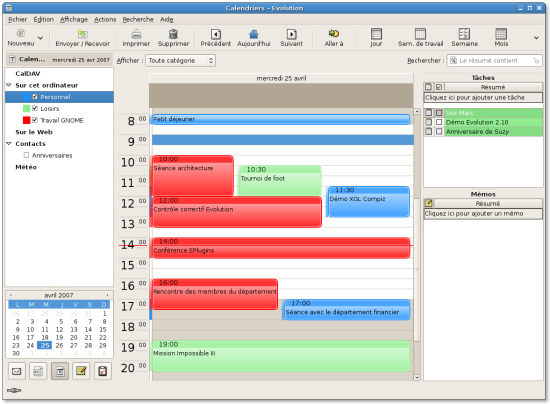 Calendriers - Evolution
Fichier Édition Affichage Actions Recherche Aide
Nouveau Envoyer / Recevoir Imprimer Supprimer Précédent Aujourd'hui Suivant Aller à Jour Sem. de travail Semaine Mois
Calen... mercredi 25 avr 2007
Afficher : Toute catégorie
Rechercher : Le résumé contient
CalDAV
Sur cet ordinateur
Personnel
Loisirs
Travail GNOME
Sur le Web
Contacts
Anniversaires
Météo
avril 2007
L M M J V S D
26 27 28 29 30 31 1
2 3 4 5 6 7 8
9 10 11 12 13 14 15
16 17 18 19 20 21 22
23 24 25 26 27 28 29
30 1 2 3 4 5 6
mercredi 25 avril
8 00
Petit déjeuner
9 00
10 00
10:00
Séance architecture
10:30
Tournoi de foot
11 00
11:30
Démo XGL Compiz
12 00
12:00
Contrôle correctif Evolution
13 00
14 00
14:00
Conférence EPlugins
15 00
16 00
16:00
Rencontre des membres du département
17 00
17:00
Séance avec le département financier
18 00
19 00
19:00
Mission Impossible III
20 00
Tâches
Résumé
Cliquez ici pour ajouter une tâche
Voir Marc
Démo Evolution 2.10
Anniversaire de Suzy
Mémos
Résumé
Cliquez ici pour ajouter un mémo